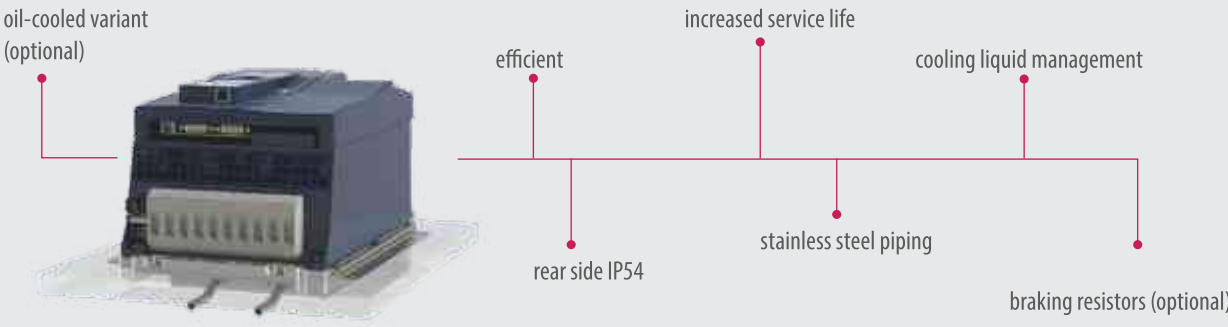 oil-cooled variant
(optional)
efficient
increased service life
cooling liquid management
rear side IP54
stainless steel piping
braking resistors (optional)